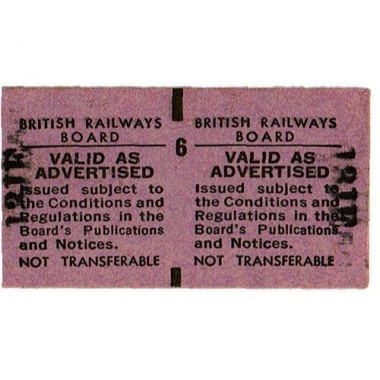 BRITISH RAILWAYS
BOARD
VALID AS
ADVERTISED
Issued subject to
the Conditions and
Regulations in the
Board's Publications
and Notices.
NOT TRANSFERABLE
6
BRITISH RAILWAYS
BOARD
VALID AS
ADVERTISED
Issued subject to
the Conditions and
Regulations in the
Board's Publications
and Notices.
NOT TRANSFERABLE